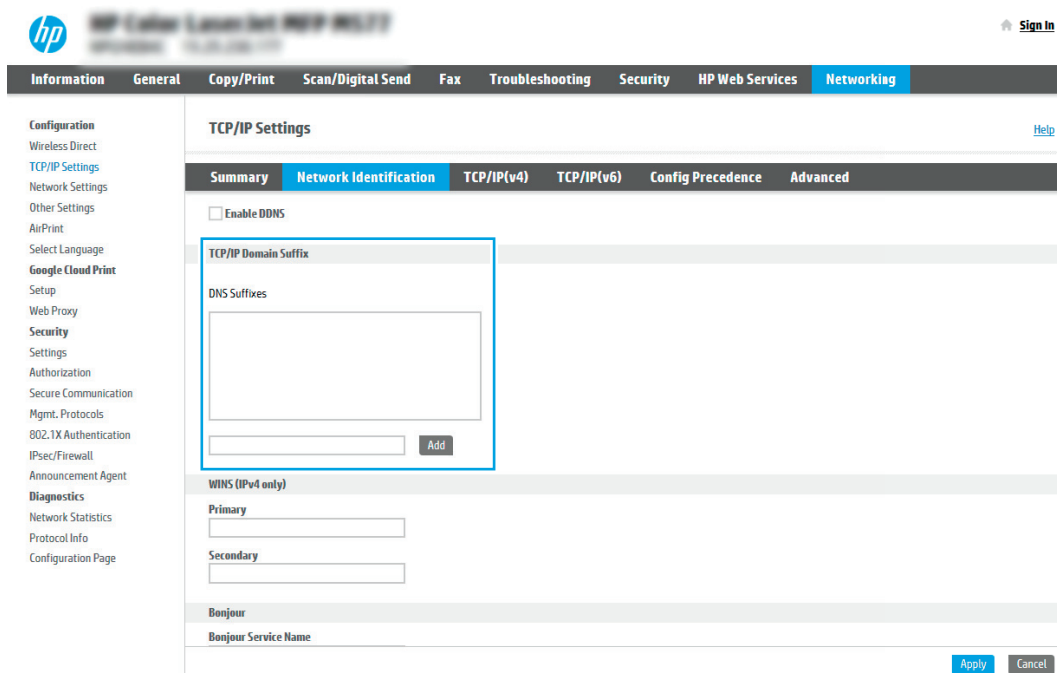 hp
Sign In
Information General Copy/Print Scan/Digital Send Fax Troubleshooting Security HP Web Services Networking
Configuration
Wireless Direct
TCP/IP Settings
Network Settings
Other Settings
AirPrint
Select Language
Google Cloud Print
Setup
Web Proxy
Security
Settings
Authorization
Secure Communication
Mgmt. Protocols
802.1X Authentication
IPsec/Firewall
Announcement Agent
Diagnostics
Network Statistics
Protocol Info
Configuration Page
TCP/IP Settings
Help
Summary Network Identification TCP/IP(v4) TCP/IP(v6) Config Precedence Advanced
Enable DDNS
TCP/IP Domain Suffix
DNS Suffixes
Add
WINS (IPv4 only)
Primary
Secondary
Bonjour
Bonjour Service Name
Apply Cancel